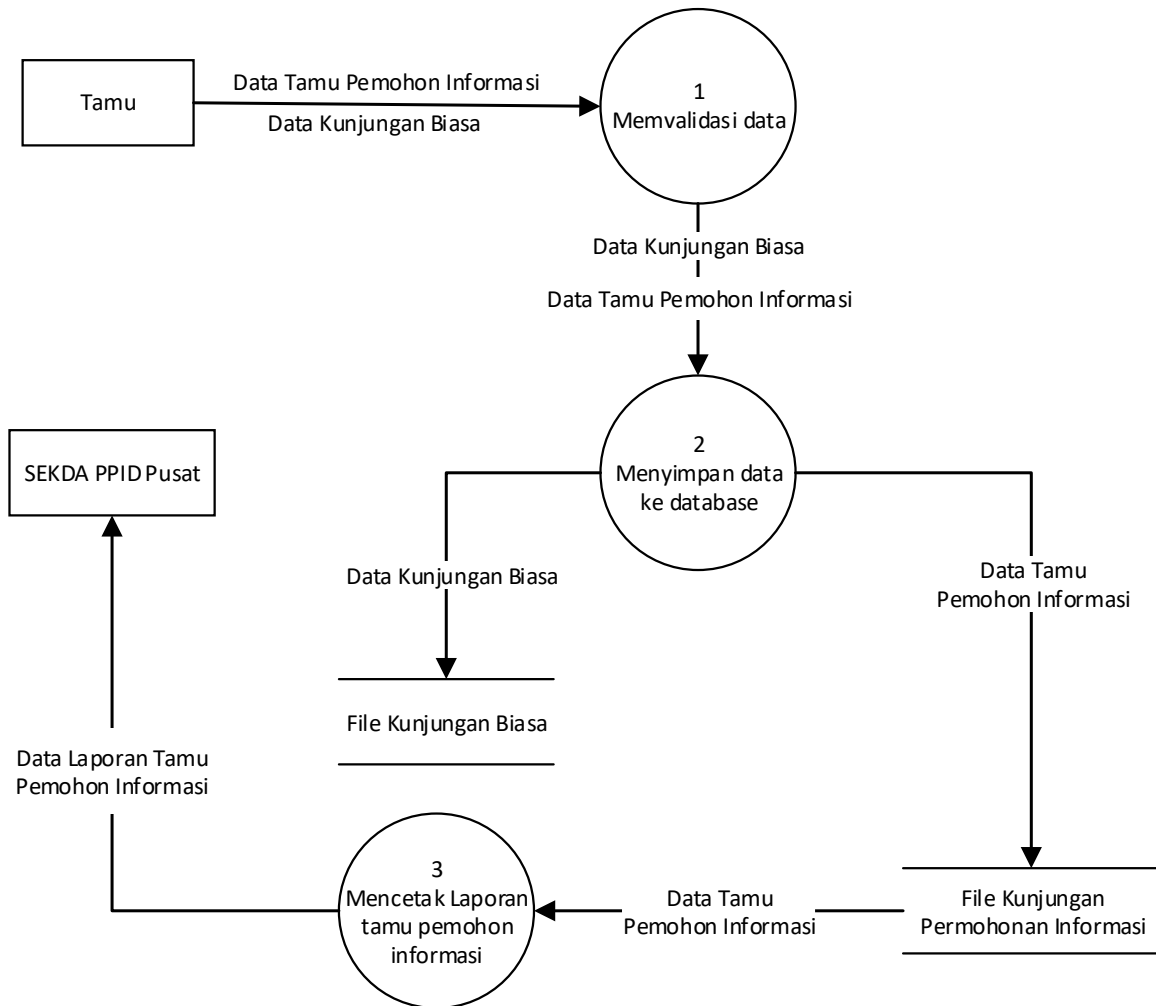 Tamu
Data Tamu Pemohon Informasi
Data Kunjungan Biasa
1
Memvalidasi data
Data Kunjungan Biasa
Data Tamu Pemohon Informasi
SEKDA PPID Pusat
2
Menyimpan data
ke database
Data Kunjungan Biasa
Data Tamu
Pemohon Informasi
File Kunjungan Biasa
Data Laporan Tamu
Pemohon Informasi
3
Mencetak Laporan
tamu pemohon
informasi
Data Tamu
Pemohon Informasi
File Kunjungan
Permohonan Informasi